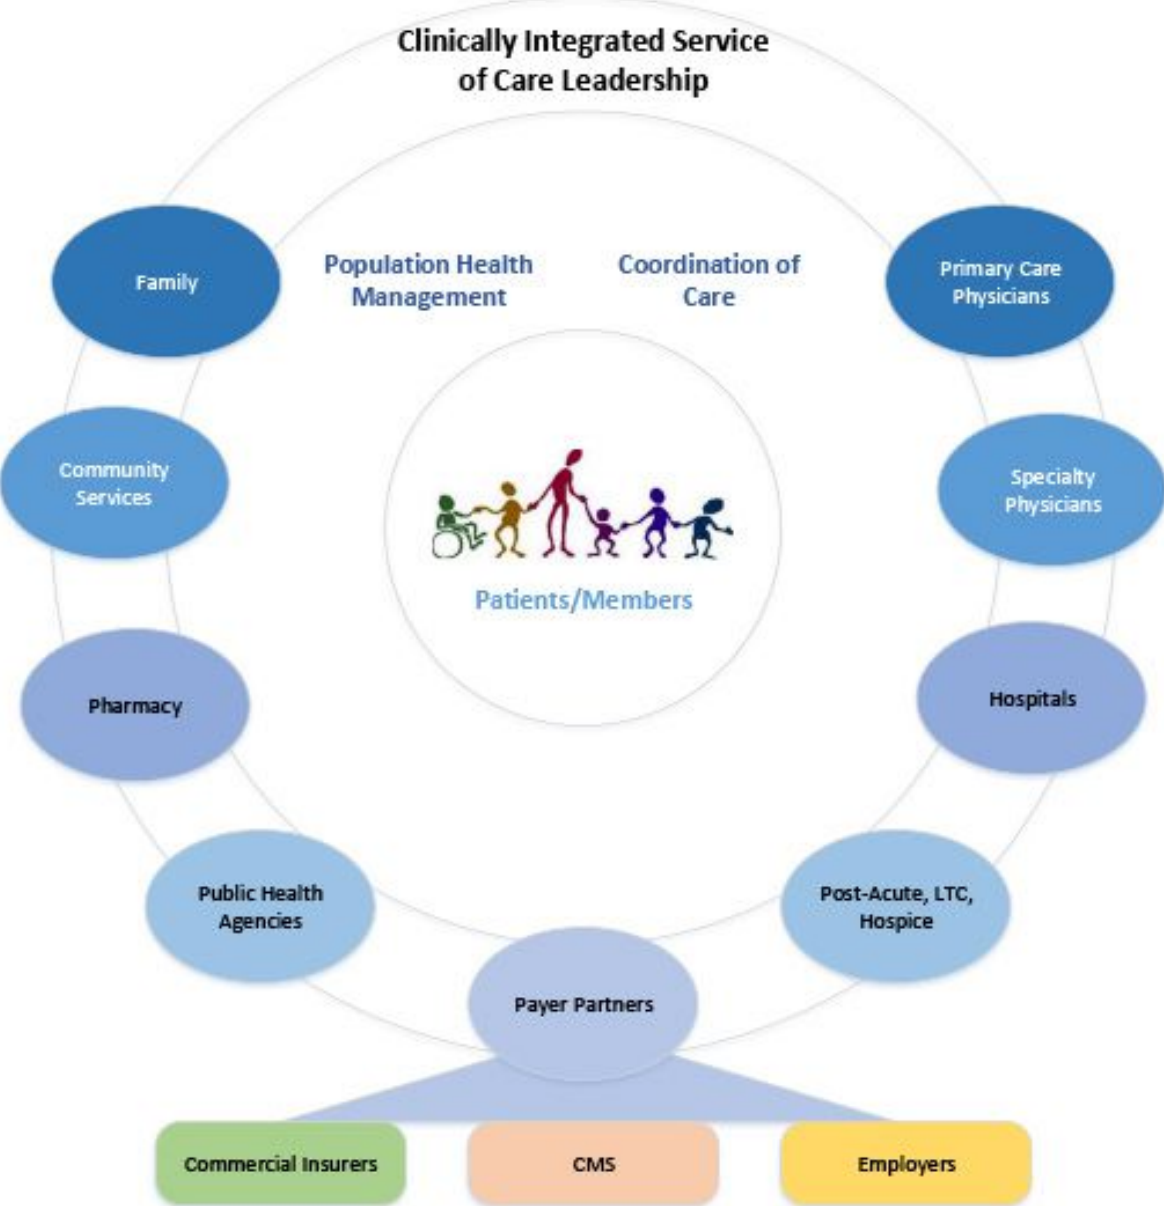 Clinically Integrated Service
of Care Leadership
Family
Population Health
Management
Coordination of
Care
Primary Care
Physicians
Community
Services
Specialty
Physicians
Patients/Members
Pharmacy
Hospitals
Public Health
Agencies
Post-Acute, LTC,
Hospice
Payer Partners
Commercial Insurers
CMS
Employers